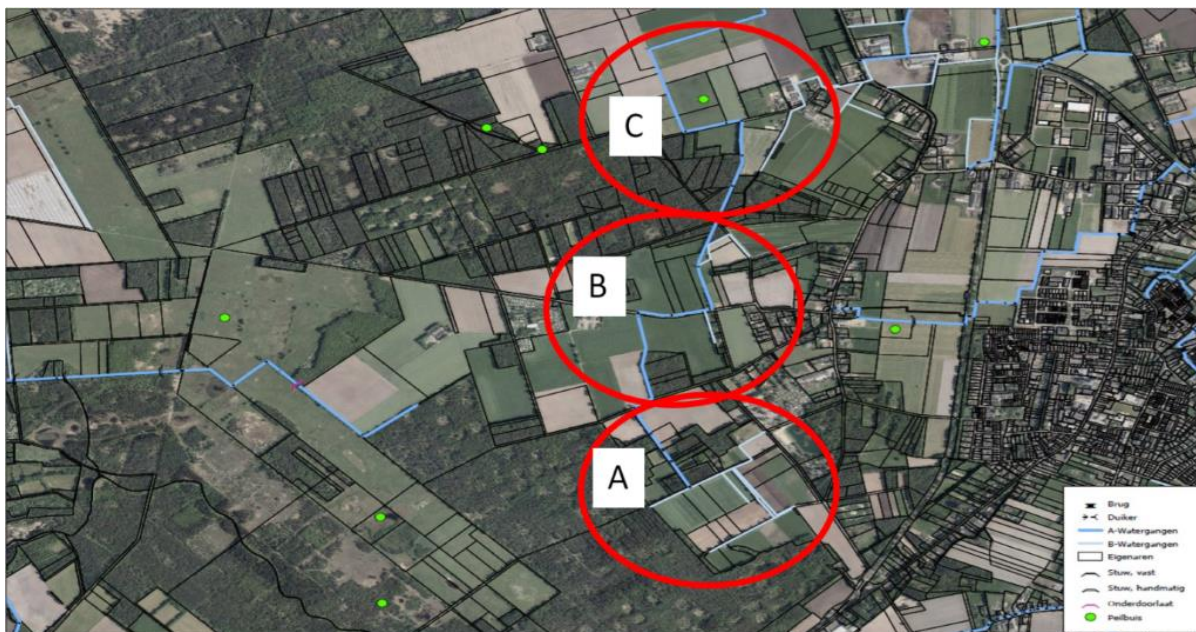 C
B
A
Brug
Duiker
A-Watergangen
B-Watergangen
Eigenaren
Stuw, vast
Stuw, handmatig
Onderdoorlaat
Peilbuis